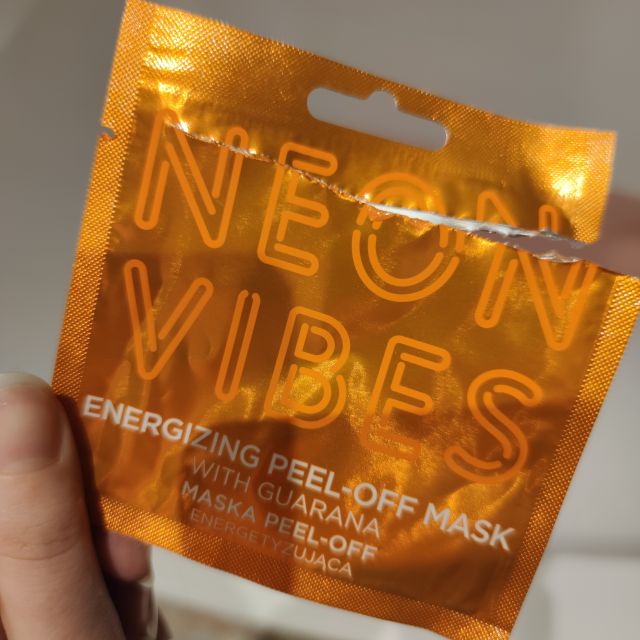 NEON
VIBES
ENERGIZING PEEL-OFF MASK
WITH GUARANA
MASKA PEEL-OFF
ENERGETYZUJĄCA